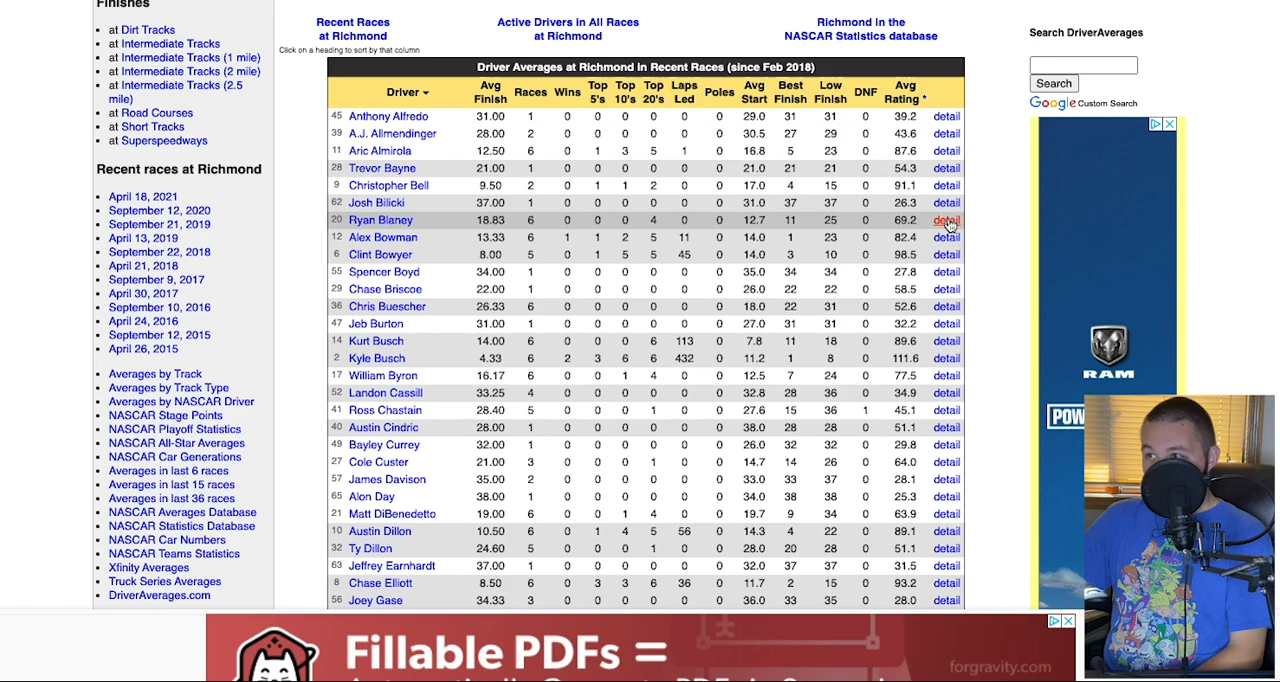 Finishes
at Dirt Tracks
at Intermediate Tracks
at Intermediate Tracks (1 mile)
at Intermediate Tracks (2 mile)
at Intermediate Tracks (2.5
mile)
at Road Courses
at Short Tracks
at Superspeedways
Recent races at Richmond
April 18, 2021
September 12, 2020
September 21, 2019
April 13, 2019
September 22, 2018
April 21, 2018
September 9, 2017
April 30, 2017
September 10, 2016
April 24, 2016
September 12, 2015
April 26, 2015
Averages by Track
Averages by Track Type
Averages by NASCAR Driver
NASCAR Stage Points
NASCAR Playoff Statistics
NASCAR All-Star Averages
NASCAR Car Generations
Averages in last 6 races
Averages in last 15 races
Averages in last 36 races
NASCAR Averages Database
NASCAR Statistics Database
NASCAR Car Numbers
NASCAR Teams Statistics
Xfinity Averages
Truck Series Averages
DriverAverages.com
Recent Races
at Richmond
Active Drivers in All Races
at Richmond
Richmond in the
NASCAR Statistics database
Click on a heading to sort by that column
Driver Averages at Richmond in Recent Races (since Feb 2018)
Driver Avg Finish Races Wins Top 5's Top 10's Top 20's Laps Led Poles Avg Start Best Finish Low Finish DNF Avg Rating *
45 Anthony Alfredo 31.00 1 0 0 0 0 0 0 29.0 31 31 0 39.2 detail
39 A.J. Allmendinger 28.00 2 0 0 0 0 0 0 30.5 27 29 0 43.6 detail
11 Aric Almirola 12.50 6 0 1 3 5 1 0 16.8 5 23 0 87.6 detail
28 Trevor Bayne 21.00 1 0 0 0 0 0 0 21.0 21 21 0 54.3 detail
9 Christopher Bell 9.50 2 0 1 1 2 0 0 17.0 4 15 0 91.1 detail
62 Josh Bilicki 37.00 1 0 0 0 0 0 0 31.0 37 37 0 26.3 detail
20 Ryan Blaney 18.83 6 0 0 0 4 0 0 12.7 11 25 0 69.2 detail
12 Alex Bowman 13.33 6 1 1 2 5 11 0 14.0 1 23 0 82.4 detail
6 Clint Bowyer 8.00 5 0 1 5 5 45 0 14.0 3 10 0 98.5 detail
55 Spencer Boyd 34.00 1 0 0 0 0 0 0 35.0 34 34 0 27.8 detail
29 Chase Briscoe 22.00 1 0 0 0 0 0 0 26.0 22 22 0 58.5 detail
36 Chris Buescher 26.33 6 0 0 0 0 0 0 18.0 22 31 0 52.6 detail
47 Jeb Burton 31.00 1 0 0 0 0 0 0 27.0 31 31 0 32.2 detail
14 Kurt Busch 14.00 6 0 0 0 6 113 0 7.8 11 18 0 89.6 detail
2 Kyle Busch 4.33 6 2 3 6 6 432 0 11.2 1 8 0 111.6 detail
17 William Byron 16.17 6 0 0 1 4 0 0 12.5 7 24 0 77.5 detail
52 Landon Cassill 33.25 4 0 0 0 0 0 0 32.8 28 36 0 34.9 detail
41 Ross Chastain 28.40 5 0 0 0 1 0 0 27.6 15 36 1 45.1 detail
40 Austin Cindric 28.00 1 0 0 0 0 0 0 38.0 28 28 0 51.1 detail
49 Bayley Currey 32.00 1 0 0 0 0 0 0 26.0 32 32 0 29.8 detail
27 Cole Custer 21.00 3 0 0 0 1 0 0 14.7 14 26 0 64.0 detail
57 James Davison 35.00 2 0 0 0 0 0 0 33.0 33 37 0 28.1 detail
65 Alon Day 38.00 1 0 0 0 0 0 0 34.0 38 38 0 25.3 detail
21 Matt DiBenedetto 19.00 6 0 0 1 4 0 0 19.7 9 34 0 63.9 detail
10 Austin Dillon 10.50 6 0 1 4 5 56 0 14.3 4 22 0 89.1 detail
32 Ty Dillon 24.60 5 0 0 0 1 0 0 28.0 20 28 0 51.1 detail
63 Jeffrey Earnhardt 37.00 1 0 0 0 0 0 0 32.0 37 37 0 31.5 detail
8 Chase Elliott 8.50 6 0 3 3 6 36 0 11.7 2 15 0 93.2 detail
56 Joey Gase 34.33 3 0 0 0 0 0 0 36.0 33 35 0 28.0 detail
Search DriverAverages
Search
Google Custom Search
RAM
POW
Fillable PDFs =
forgravity.com